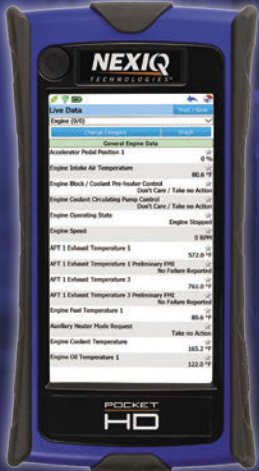 NEXIQ
TECHNOLOGIES®
Live Data
Print / Save
Engine (0/0)
Change Category
Graph
General Engine Data
Accelerator Pedal Position 1
0 %
Engine Intake Air Temperature
80.6 °F
Engine Block / Coolant Pre-heater Control
Don't Care / Take no Action
Engine Coolant Circulating Pump Control
Don't Care / Take no Action
Engine Operating State
Engine Stopped
Engine Speed
0 RPM
AFT 1 Exhaust Temperature 1
572.0 °F
AFT 1 Exhaust Temperature 1 Preliminary FMI
No Failure Reported
AFT 1 Exhaust Temperature 3
761.0 °F
AFT 1 Exhaust Temperature 3 Preliminary FMI
No Failure Reported
Engine Fuel Temperature 1
80.6 °F
Auxiliary Heater Mode Request
Take no Action
Engine Coolant Temperature
165.2 °F
Engine Oil Temperature 1
122.0 °F
POCKET
HD